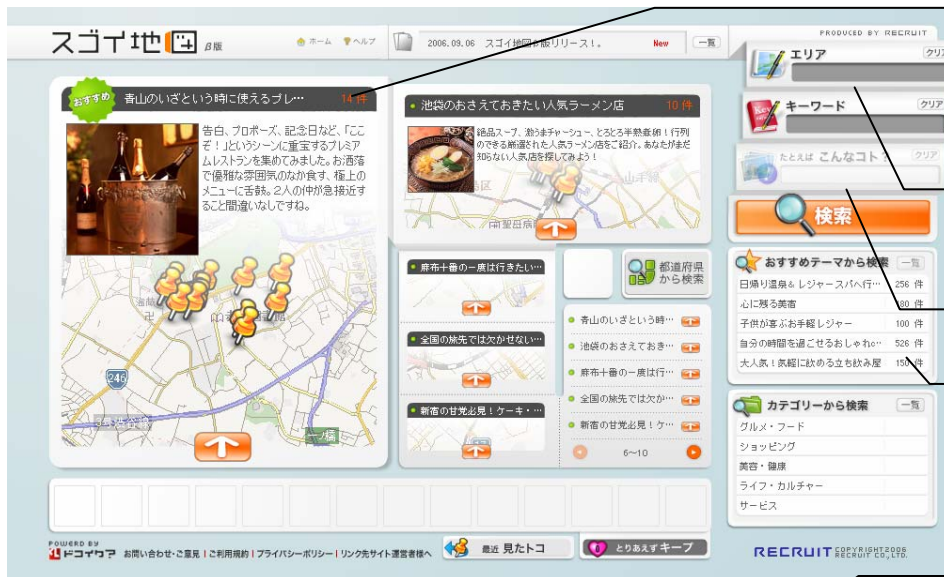 スゴイ地図 β版
ホーム ヘルプ
2006.09.06 スゴイ地図β版リリース!.
New
一覧
PRODUCED BY RECRUIT
エリア
クリア
キーワード
クリア
たとえば こんなコト?
クリア
検索
おすすめ
青山のいざという時に使えるプレ… 14 件
告白、プロポーズ、記念日など、「ここ
ぞ!」というシーンに重宝するプレミア
ムレストランを集めてみました。お洒落
で優雅な雰囲気のなか食す、極上の
メニューに舌鼓。2人の仲が急接近す
ること間違いなしですね。
246
一ノ橋
池袋のおさえておきたい人気ラーメン店 10 件
絶品スープ、激うまチャーシュー、とろとろ半熟煮卵!行列
のできる厳選された人気ラーメン店をご紹介。あなたがまだ
知らない人気店を探してみよう!
山手線
麻布十番の一度は行きたい…
全国の旅先では欠かせない…
新宿の甘党必見!ケーキ・…
都道府県
から検索
青山のいざという時…
池袋のおさえておき…
麻布十番の一度は行…
全国の旅先では欠か…
新宿の甘党必見!ケ…
6～10
おすすめテーマから検索 一覧
日帰り温泉&レジャースパへ行… 256 件
心に残る美宿 80 件
子供が喜ぶお手軽レジャー 100 件
自分の時間を過ごせるおしゃれc… 526 件
大人気!気軽に飲める立ち飲み屋 150 件
カテゴリーから検索 一覧
グルメ・フード
ショッピング
美容・健康
ライフ・カルチャー
サービス
POWERD BY
ドコイク? お問い合わせ・ご意見 | ご利用規約 | プライバシーポリシー | リンク先サイト運営者様へ
最近 見たトコ
とりあえずキープ
RECRUIT COPYRIGHT2006
RECRUIT CO.,LTD.